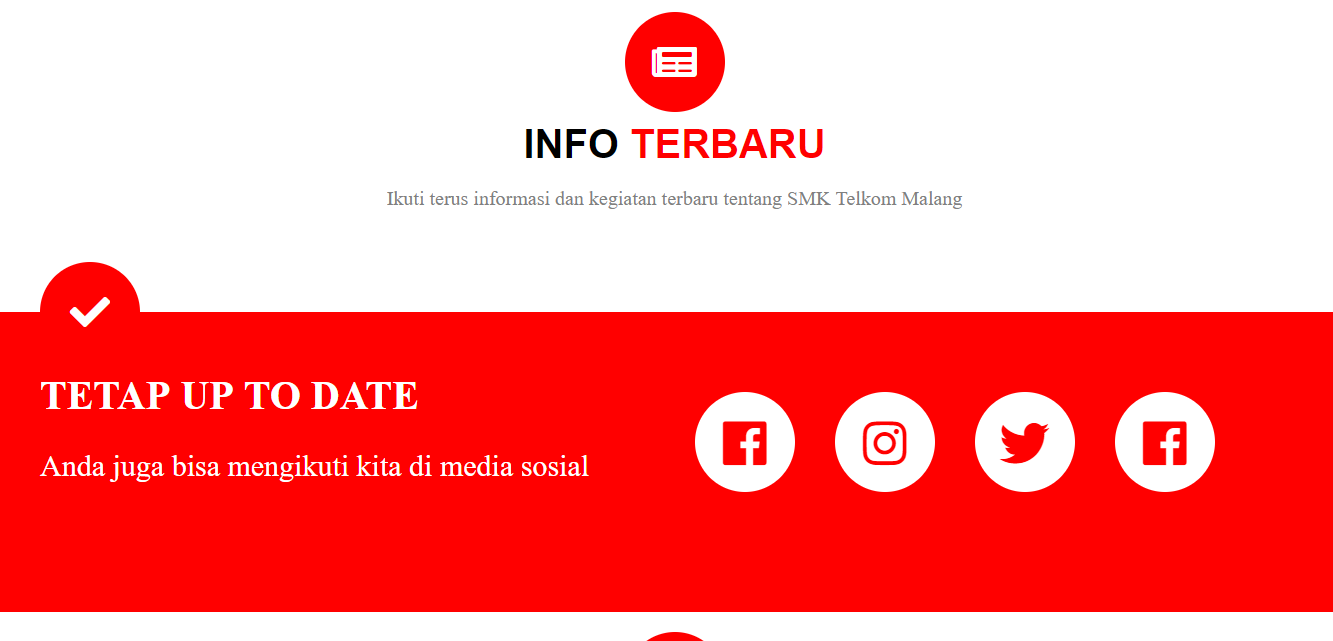 INFO TERBARU
Ikuti terus informasi dan kegiatan terbaru tentang SMK Telkom Malang
TETAP UP TO DATE
Anda juga bisa mengikuti kita di media sosial